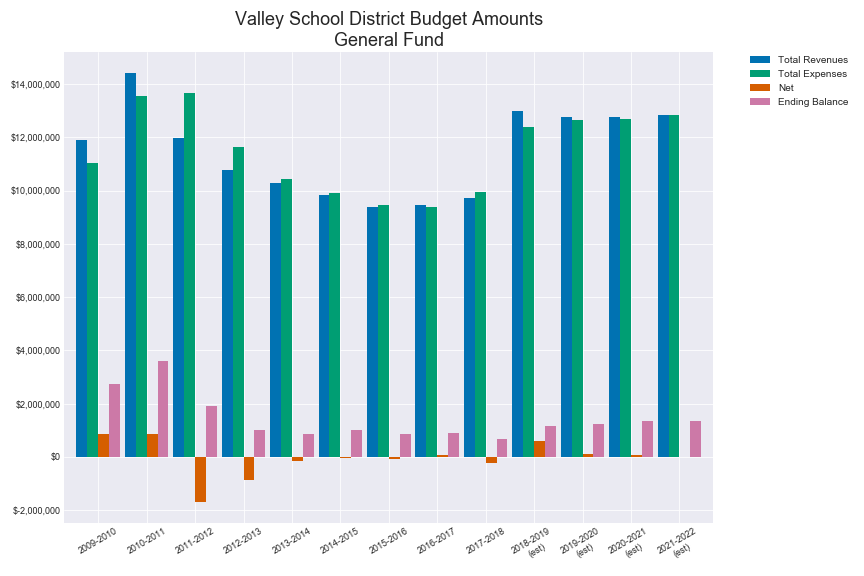 Valley School District Budget Amounts
General Fund
Total Revenues
Total Expenses
Net
Ending Balance
$14,000,000
$12,000,000
$10,000,000
$8,000,000
$6,000,000
$4,000,000
$2,000,000
$0
$-2,000,000
2009-2010
2010-2011
2011-2012
2012-2013
2013-2014
2014-2015
2015-2016
2016-2017
2017-2018
2018-2019
(est)
2019-2020
(est)
2020-2021
(est)
2021-2022
(est)